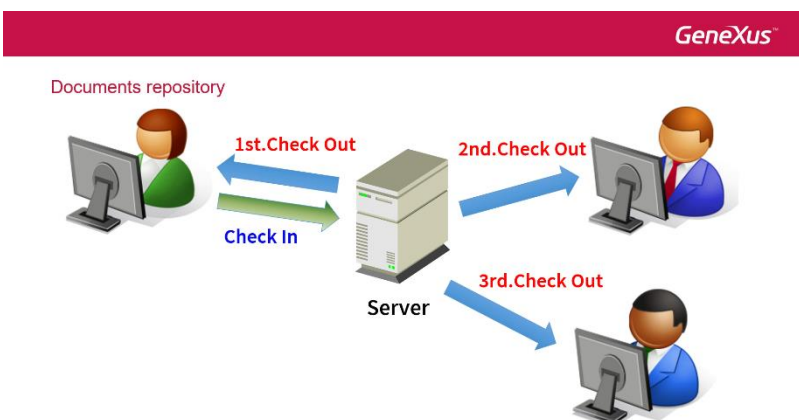 GeneXus™
Documents repository
1st.Check Out
2nd.Check Out
Check In
3rd.Check Out
Server